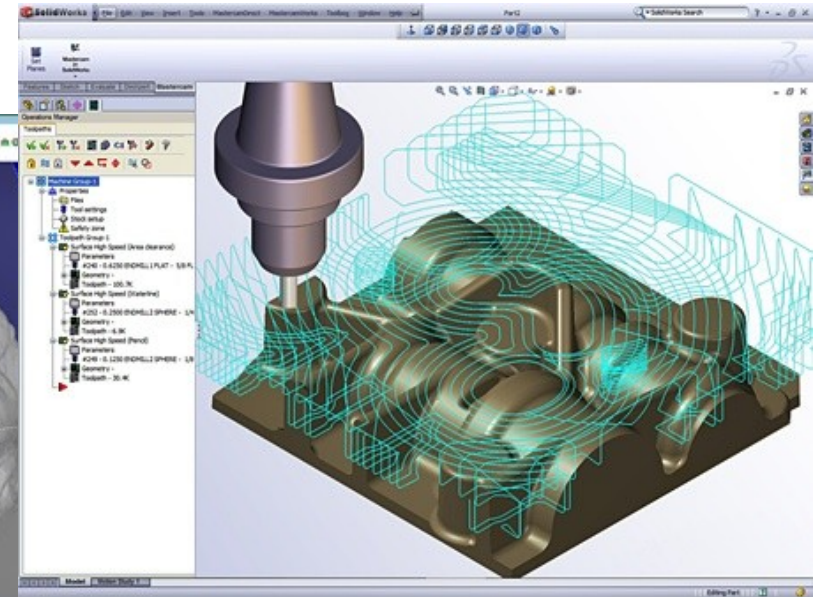 SolidWorks File Edit View Insert Tools MastercamDirect MastercamWorks Toolbox Window Help Part2 SolidWorks Search
Set Planes
Mastercam in SolidWorks
Features Sketch Evaluate DimXpert Mastercam
Operations Manager
Toolpaths
Machine Group-1
Properties
Files
Tool settings
Stock setup
Safety zone
Toolpath Group-1
Surface High Speed (Area clearance)
Parameters
#240 - 0.6250 ENDMILL1 FLAT - 5/8 FL
Geometry -
Toolpath - 100.7K
Surface High Speed (Waterline)
Parameters
#252 - 0.2500 ENDMILL2 SPHERE - 1/4
Geometry -
Toolpath - 6.9K
Surface High Speed (Pencil)
Parameters
#249 - 0.1250 ENDMILL2 SPHERE - 1/8
Geometry -
Toolpath - 30.4K
Model Motion Study 1
Editing Part